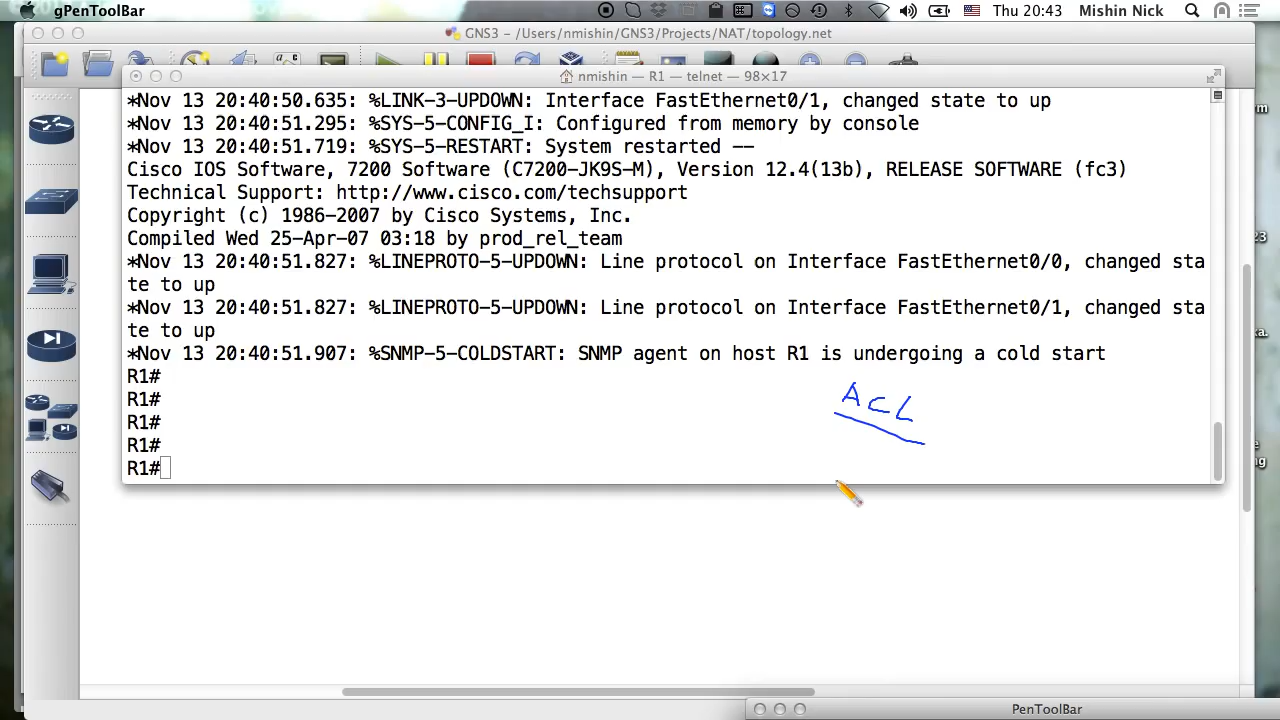 gPenToolBar
Thu 20:43
Mishin Nick
GNS3 - /Users/nmishin/GNS3/Projects/NAT/topology.net
nmishin — R1 — telnet — 98×17
*Nov 13 20:40:50.635: %LINK-3-UPDOWN: Interface FastEthernet0/1, changed state to up
*Nov 13 20:40:51.295: %SYS-5-CONFIG_I: Configured from memory by console
*Nov 13 20:40:51.719: %SYS-5-RESTART: System restarted --
Cisco IOS Software, 7200 Software (C7200-JK9S-M), Version 12.4(13b), RELEASE SOFTWARE (fc3)
Technical Support: http://www.cisco.com/techsupport
Copyright (c) 1986-2007 by Cisco Systems, Inc.
Compiled Wed 25-Apr-07 03:18 by prod_rel_team
*Nov 13 20:40:51.827: %LINEPROTO-5-UPDOWN: Line protocol on Interface FastEthernet0/0, changed sta
te to up
*Nov 13 20:40:51.827: %LINEPROTO-5-UPDOWN: Line protocol on Interface FastEthernet0/1, changed sta
te to up
*Nov 13 20:40:51.907: %SNMP-5-COLDSTART: SNMP agent on host R1 is undergoing a cold start
R1#
R1#
R1#
R1#
R1#
ACL
PenToolBar